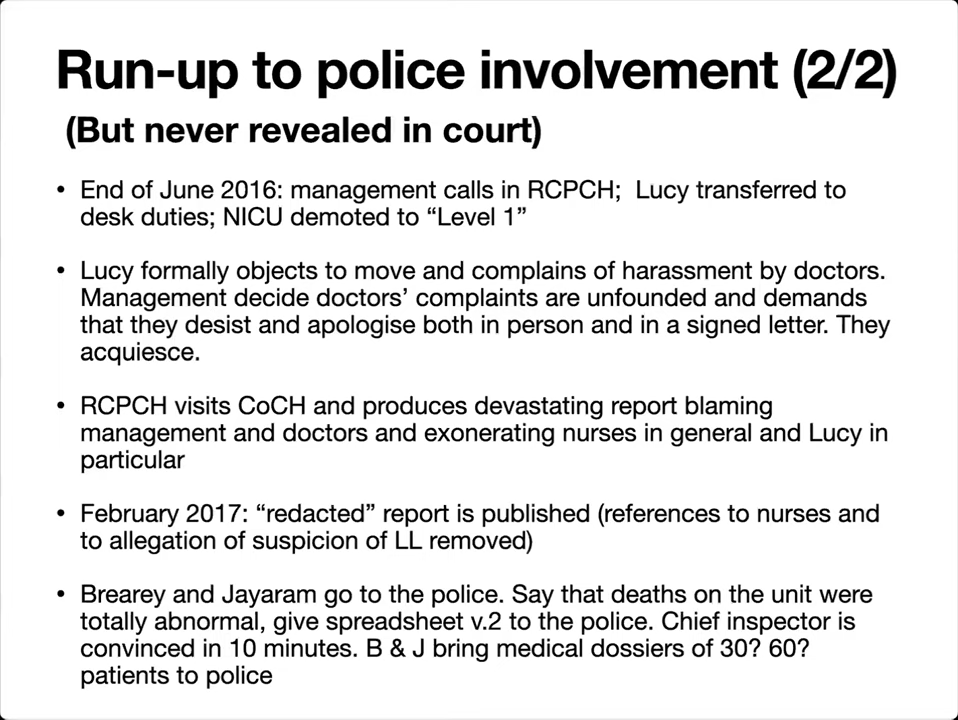 Run-up to police involvement (2/2)
(But never revealed in court)
• End of June 2016: management calls in RCPCH;  Lucy transferred to
desk duties; NICU demoted to “Level 1”
• Lucy formally objects to move and complains of harassment by doctors.
Management decide doctors’ complaints are unfounded and demands
that they desist and apologise both in person and in a signed letter. They
acquiesce.
• RCPCH visits CoCH and produces devastating report blaming
management and doctors and exonerating nurses in general and Lucy in
particular
• February 2017: “redacted” report is published (references to nurses and
to allegation of suspicion of LL removed)
• Brearey and Jayaram go to the police. Say that deaths on the unit were
totally abnormal, give spreadsheet v.2 to the police. Chief inspector is
convinced in 10 minutes. B & J bring medical dossiers of 30? 60?
patients to police